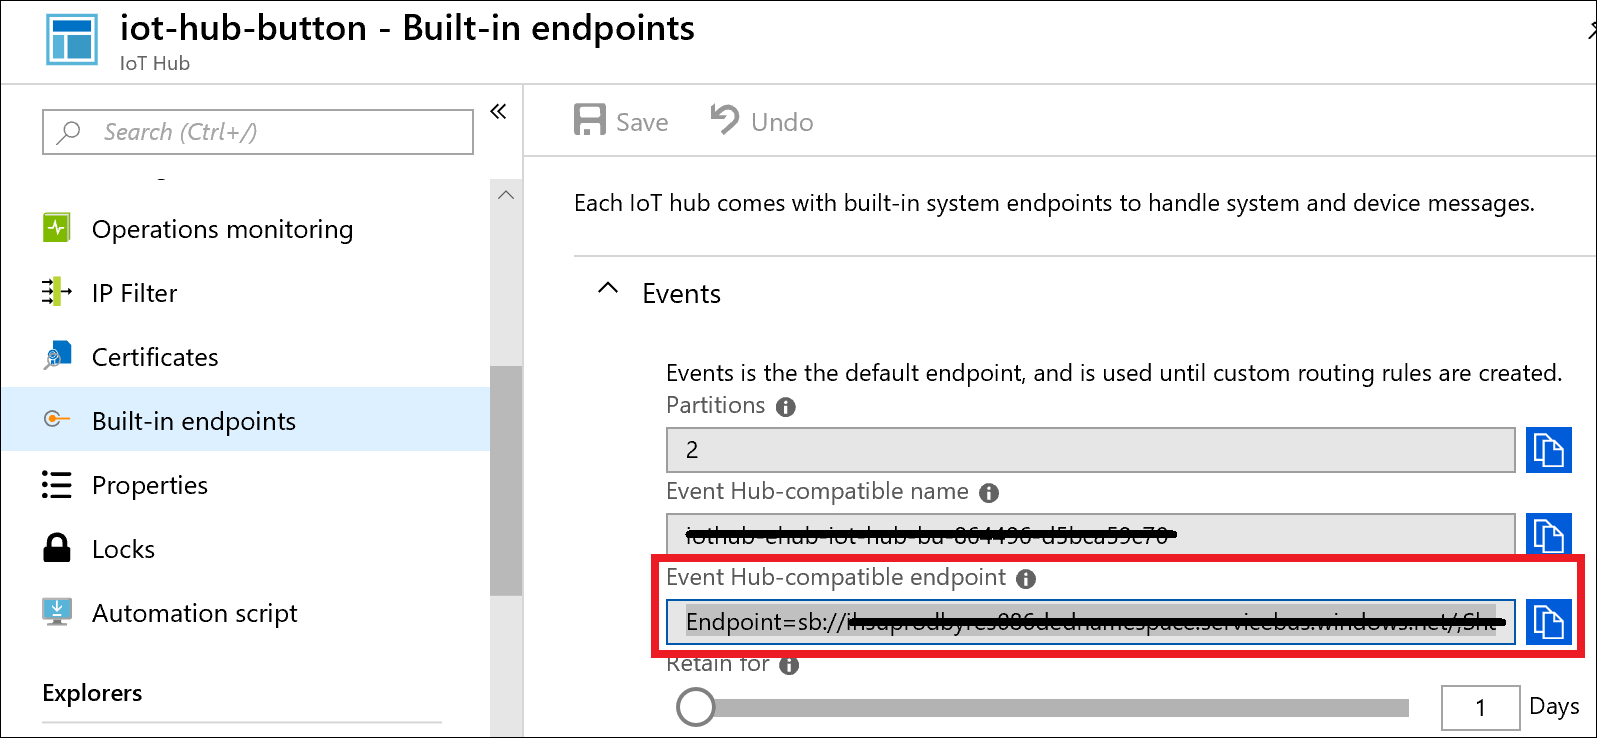 iot-hub-button - Built-in endpoints
IoT Hub
Search (Ctrl+/)
Save
Undo
Operations monitoring
IP Filter
Certificates
Built-in endpoints
Properties
Locks
Automation script
Explorers
Each IoT hub comes with built-in system endpoints to handle system and device messages.
Events
Events is the the default endpoint, and is used until custom routing rules are created.
Partitions
2
Event Hub-compatible name
Event Hub-compatible endpoint
Endpoint=sb://
Retain for
1
Days